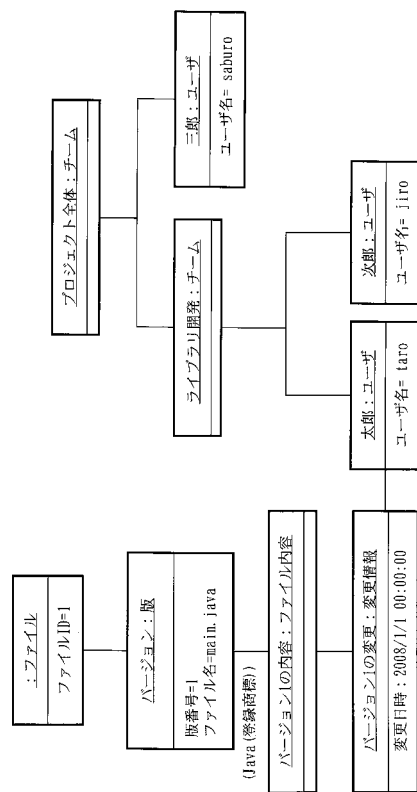 ：ファイル
ファイルID=1
バージョン：版
版番号=1
ファイル名=main.java
(Java(登録商標))
バージョン1の内容：ファイル内容
バージョン1の変更：変更情報
変更日時：2008/1/1 00:00:00
プロジェクト全体：チーム
ライブラリ開発：チーム
三郎：ユーザ
ユーザ名= saburo
太郎：ユーザ
ユーザ名= taro
次郎：ユーザ
ユーザ名= jiro